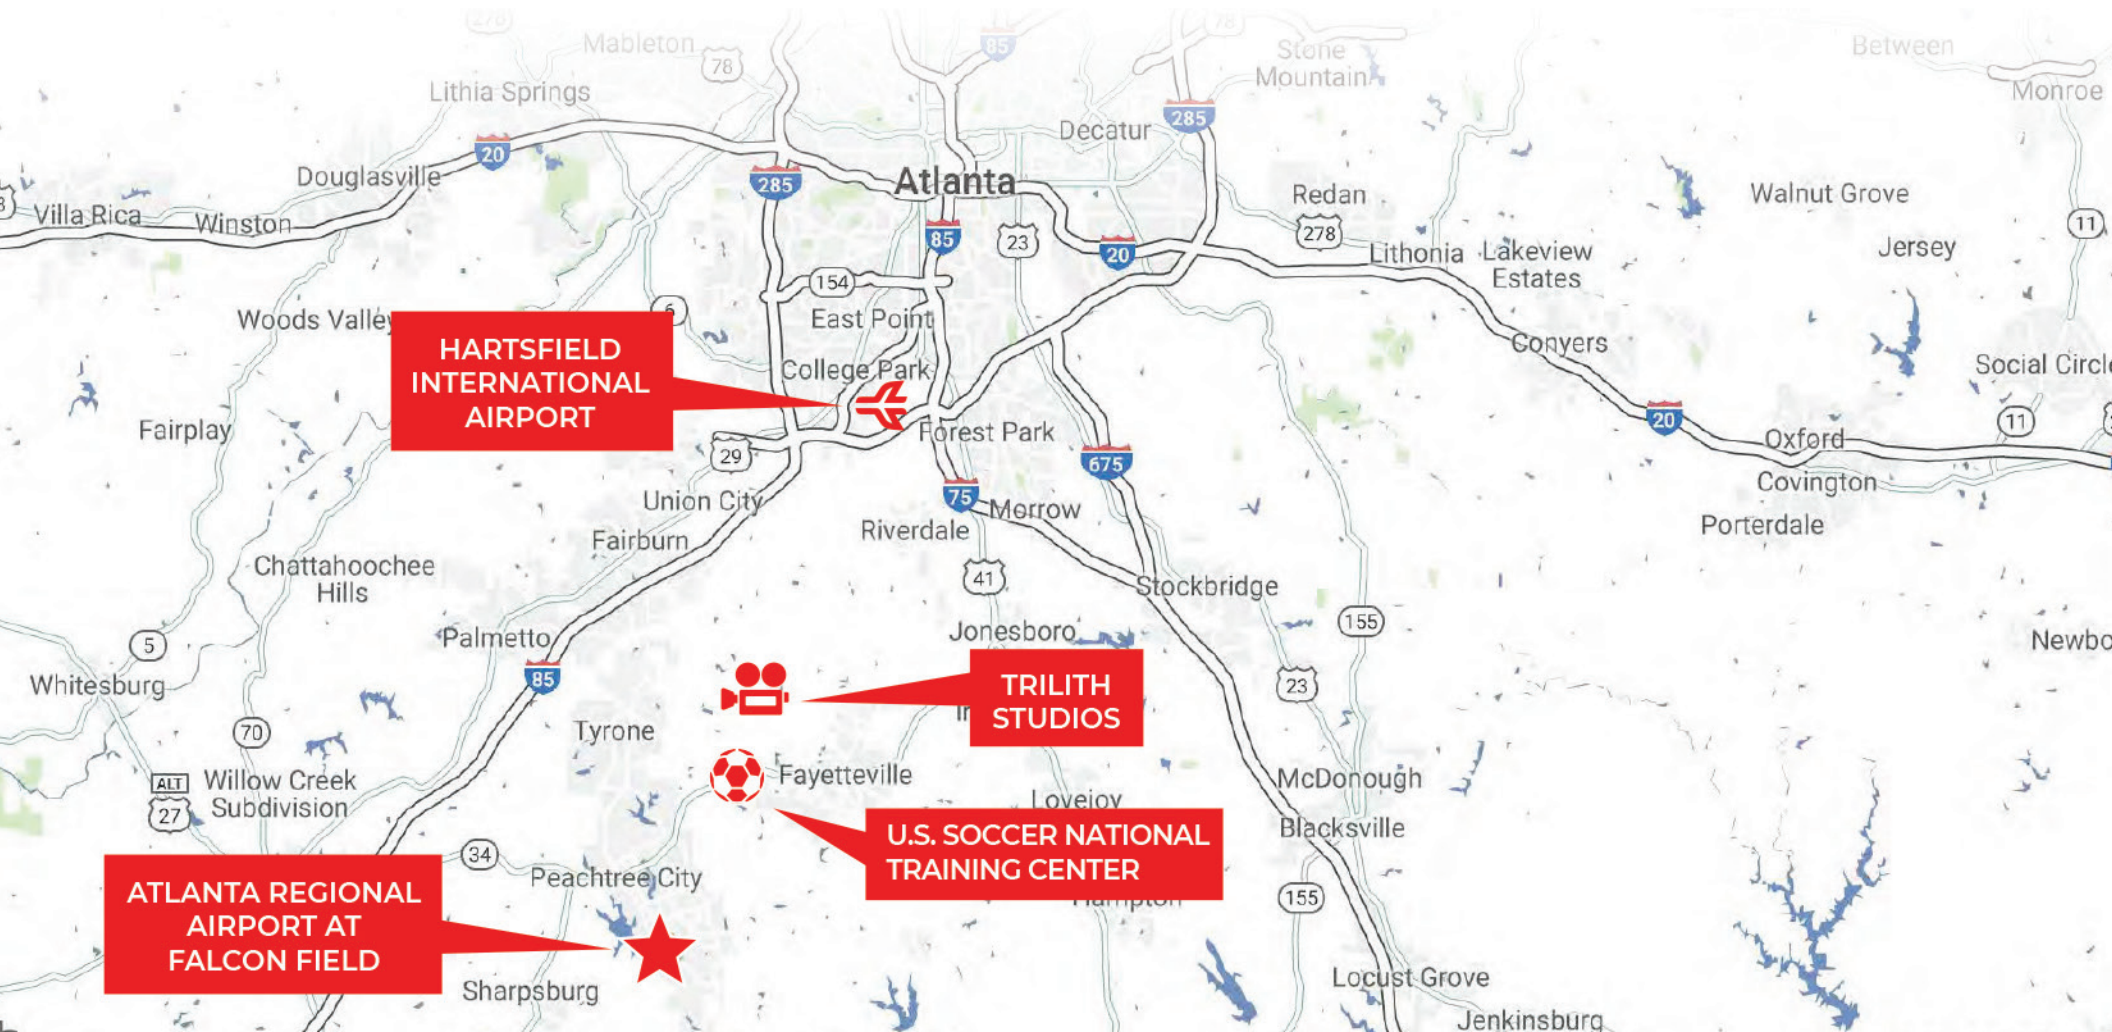 278
78
85
Mableton
78
Stone
Mountain
Between
Monroe
Lithia Springs
285
Decatur
20
Douglasville
285
Atlanta
Redan
Walnut Grove
Villa Rica
Winston
85
23
20
278
11
Jersey
Lithonia
Lakeview
Estates
154
Woods Valley
6
East Point
Conyers
HARTSFIELD
INTERNATIONAL
AIRPORT
College Park
Social Circle
Fairplay
Forest Park
20
11
Oxford
29
675
Covington
Union City
75
Morrow
Porterdale
Riverdale
Fairburn
Chattahoochee
Hills
41
Stockbridge
155
5
Palmetto
Jonesboro
Newbo
Whitesburg
85
TRILITH
STUDIOS
23
70
Tyrone
ALT
27
Willow Creek
Subdivision
Fayetteville
McDonough
Lovejoy
U.S. SOCCER NATIONAL
TRAINING CENTER
Blacksville
34
Peachtree City
Hampton
155
ATLANTA REGIONAL
AIRPORT AT
FALCON FIELD
Sharpsburg
Locust Grove
Jenkinsburg